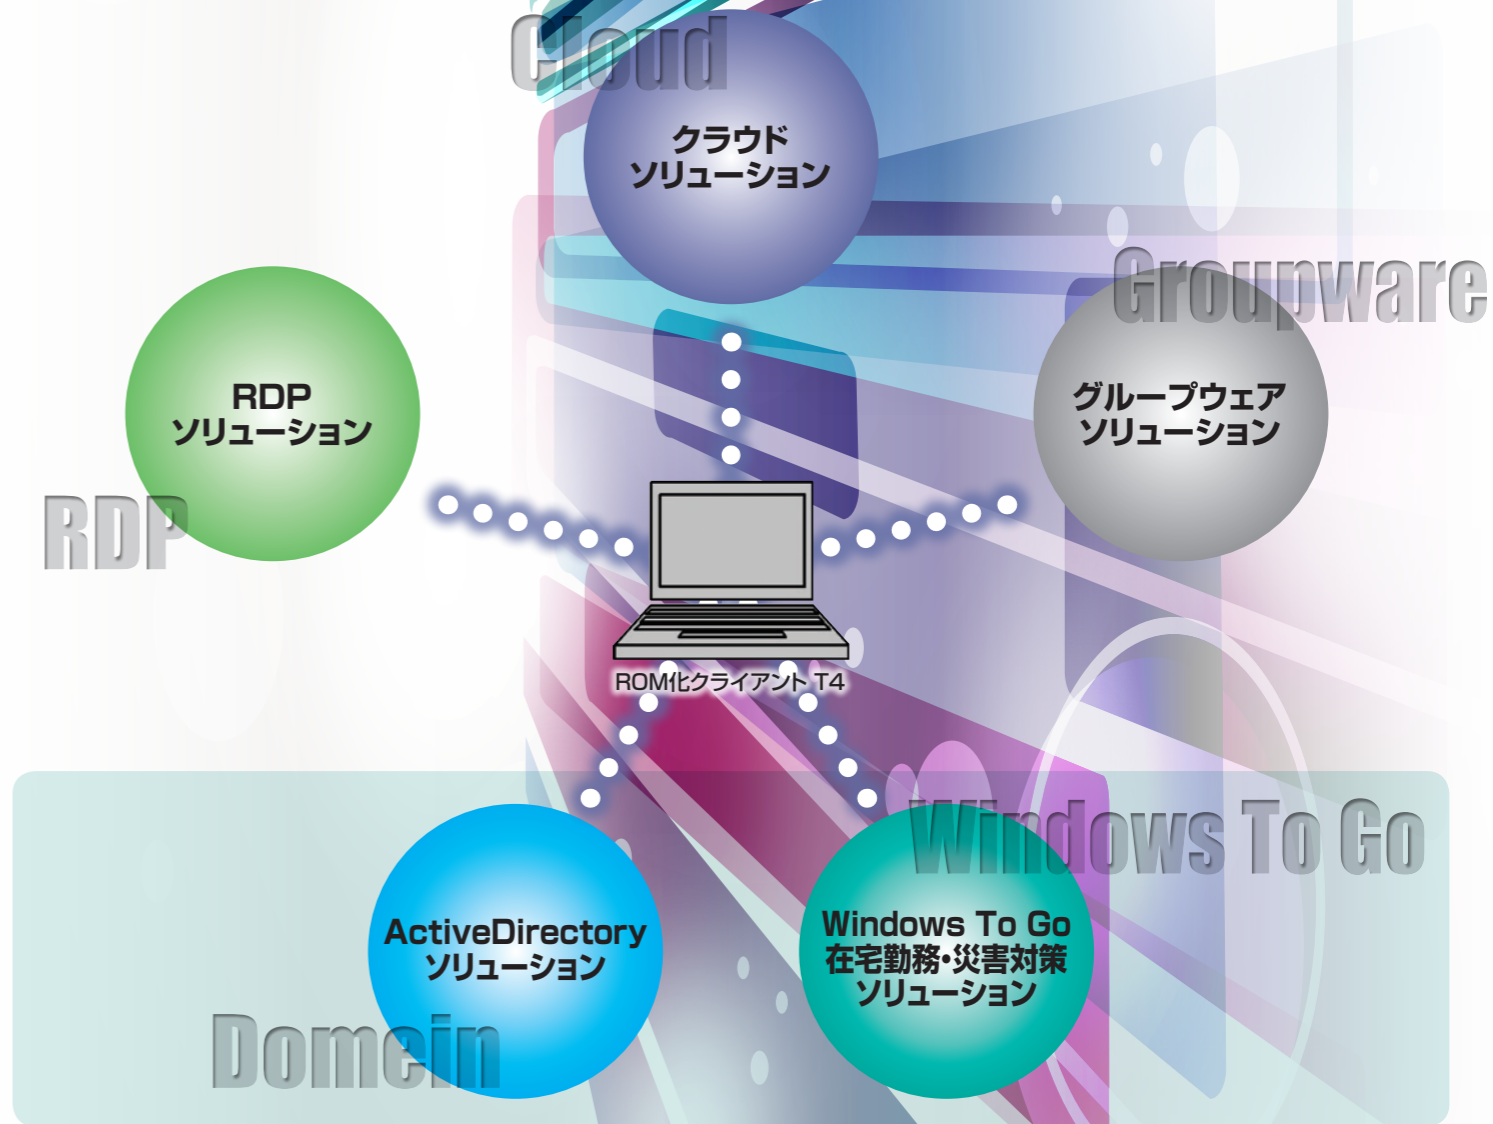 Cloud
クラウド
ソリューション
Groupware
RDP
ソリューション
グループウェア
ソリューション
RDP
ROM化クライアント T4
Windows To Go
ActiveDirectory
ソリューション
Windows To Go
在宅勤務・災害対策
ソリューション
Domein